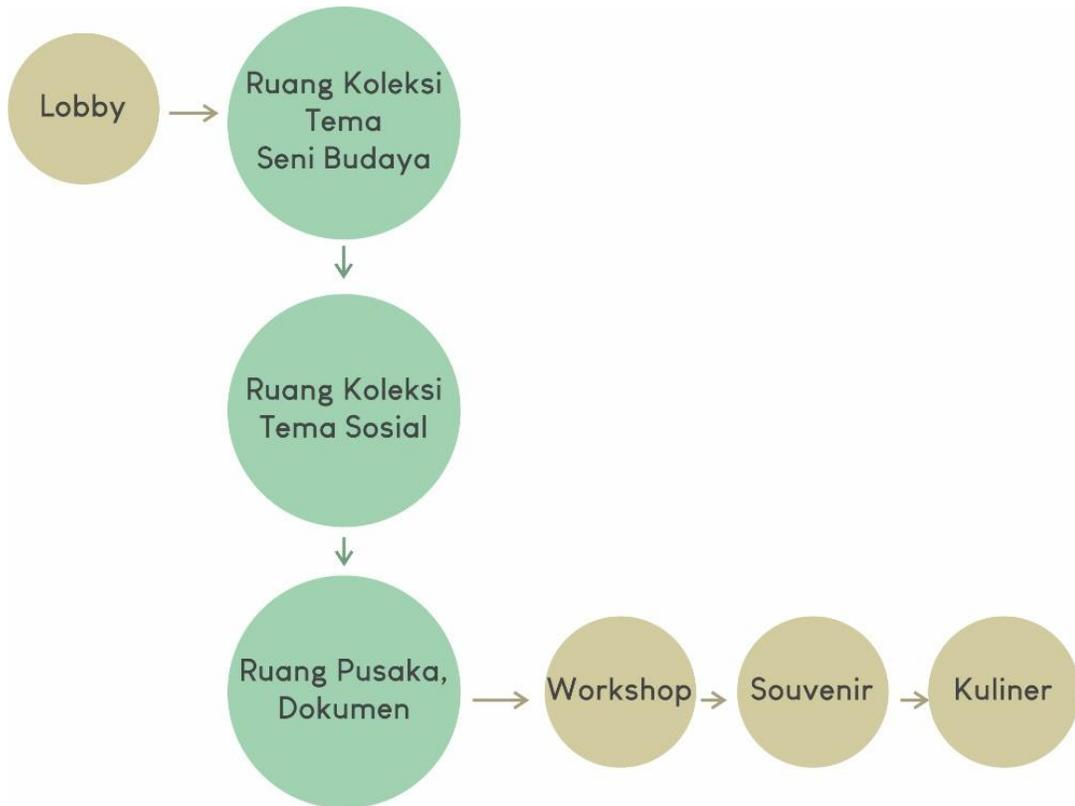 Lobby
Ruang Koleksi
Tema
Seni Budaya
Ruang Koleksi
Tema Sosial
Ruang Pusaka,
Dokumen
Workshop
Souvenir
Kuliner